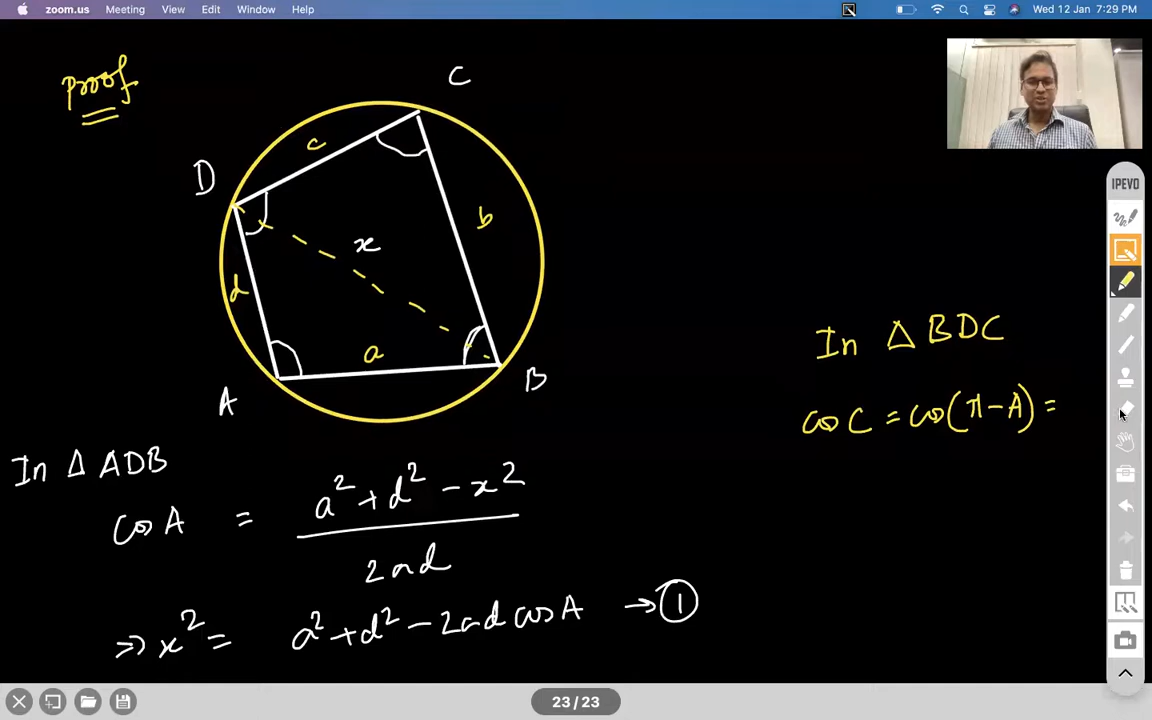 zoom.us Meeting View Edit Window Help Wed 12 Jan 7:29 PM
Proof
C
c
D
b
x
d
a
A
B
IPEVO
In △ BDC
cos C = cos(π-A) =
In △ ADB
cos A = a² + d² - x² / 2ad
⇒ x² = a² + d² - 2ad cos A → ①
23/23